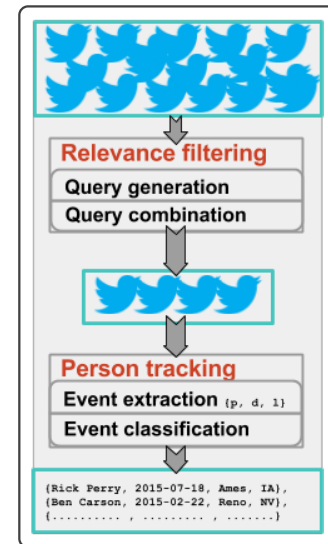 Relevance filtering
Query generation
Query combination
Person tracking
Event extraction {p, d, l}
Event classification
{Rick Perry, 2015-07-18, Ames, IA},
{Ben Carson, 2015-02-22, Reno, NV},
{.......... , ......... , .......}